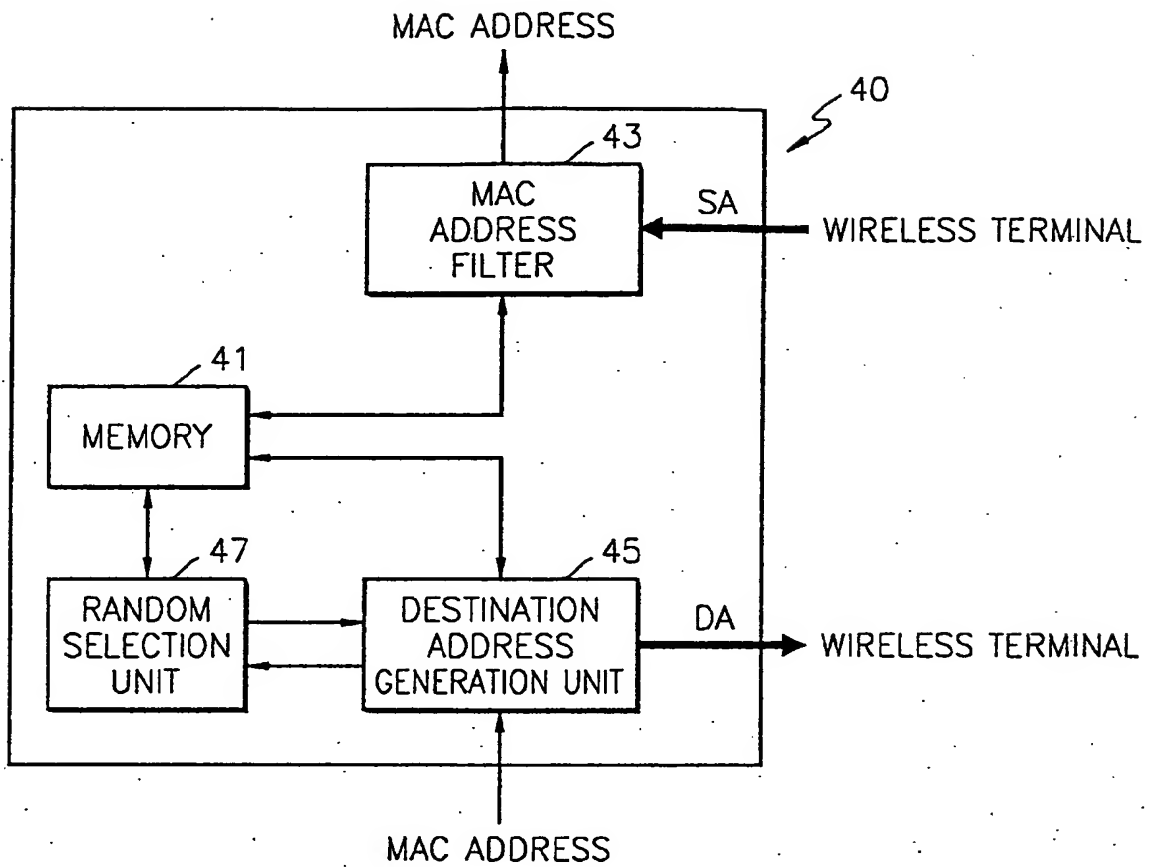 MAC ADDRESS
40
43
MAC
ADDRESS
FILTER
SA
WIRELESS TERMINAL
41
MEMORY
47
RANDOM
SELECTION
UNIT
45
DESTINATION
ADDRESS
GENERATION UNIT
DA
WIRELESS TERMINAL
MAC ADDRESS